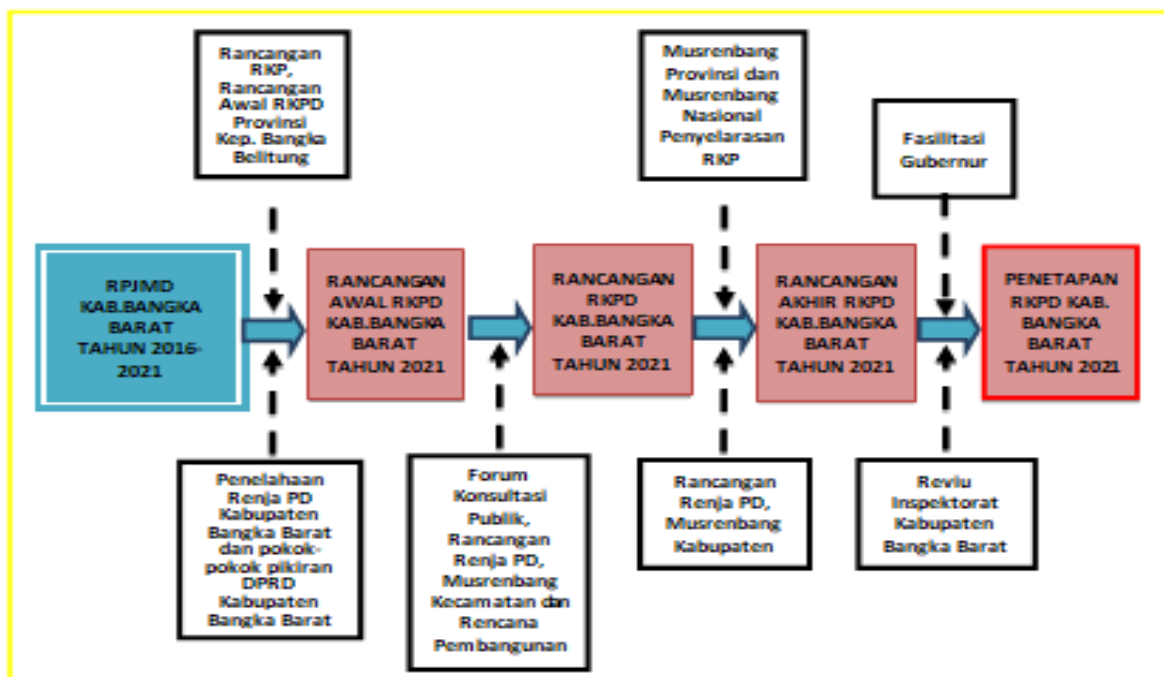 Rancangan
RKP,
Rancangan
Awal RKPD
Provinsi
Kep. Bangka
Belitung
Musrenbang
Provinsi dan
Musrenbang
Nasional
Penyelarasan
RKP
Fasilitasi
Gubernur
RPJMD
KAB.BANGKA
BARAT
TAHUN 2016-
2021
RANCANGAN
AWAL RKPD
KAB.BANGKA
BARAT
TAHUN 2021
RANCANGAN
RKPD
KAB.BANGKA
BARAT
TAHUN 2021
RANCANGAN
AKHIR RKPD
KAB.BANGKA
BARAT
TAHUN 2021
PENETAPAN
RKPD KAB.
BANGKA
BARAT
TAHUN 2021
Penelahaan
Renja PD
Kabupaten
Bangka Barat
dan pokok-
pokok pikiran
DPRD
Kabupaten
Bangka Barat
Forum
Konsultasi
Publik,
Rancangan
Renja PD,
Musrenbang
Kecamatan dan
Rencana
Pembangunan
Rancangan
Renja PD,
Musrenbang
Kabupaten
Reviu
Inspektorat
Kabupaten
Bangka Barat